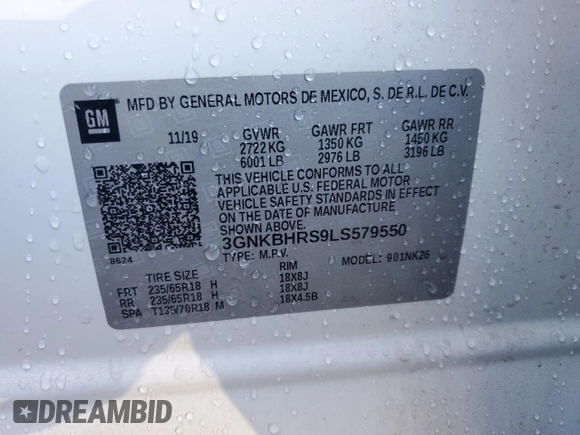 GM
MFD BY GENERAL MOTORS DE MEXICO, S. DE R.L. DE C.V.
11/19 GVWR GAWR FRT GAWR RR
2722 KG 1350 KG 1450 KG
6001 LB 2976 LB 3196 LB
THIS VEHICLE CONFORMS TO ALL
APPLICABLE U.S. FEDERAL MOTOR
VEHICLE SAFETY STANDARDS IN EFFECT
ON THE DATE OF MANUFACTURE
SHOWN ABOVE.
3GNKBHRS9LS579550
8624 TYPE: M.P.V. MODEL: 901NK26
TIRE SIZE RIM
FRT 235/65R18 H 18X8J
RR 235/65R18 H 18X8J
SPA T135/70R18 M 18X4.5B
DREAMBID